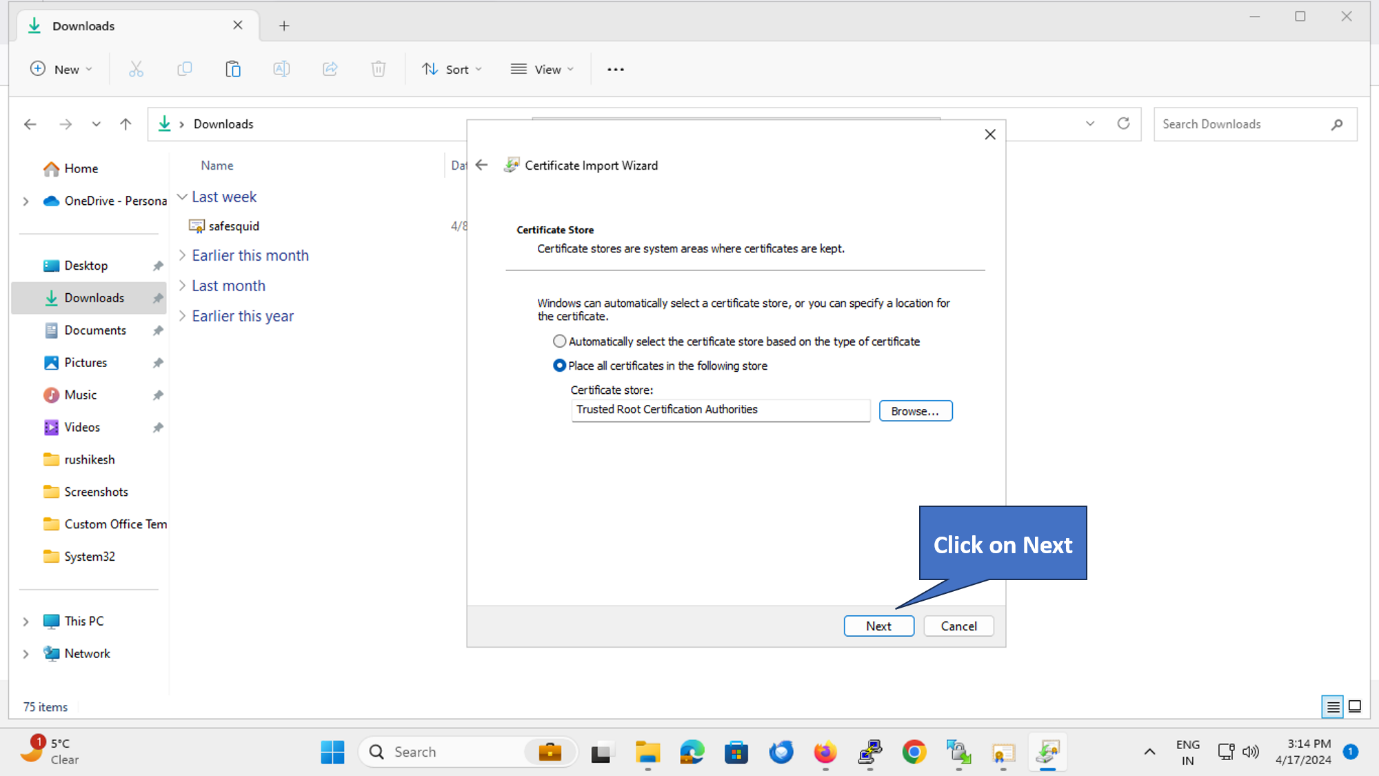 Downloads
New
Sort
View
Downloads
Search Downloads
Home
OneDrive - Persona
Desktop
Downloads
Documents
Pictures
Music
Videos
rushikesh
Screenshots
Custom Office Tem
System32
This PC
Network
Name
Dat
Last week
safesquid
4/8
Earlier this month
Last month
Earlier this year
Certificate Import Wizard
Certificate Store
Certificate stores are system areas where certificates are kept.
Windows can automatically select a certificate store, or you can specify a location for
the certificate.
Automatically select the certificate store based on the type of certificate
Place all certificates in the following store
Certificate store:
Trusted Root Certification Authorities
Browse...
Click on Next
Next
Cancel
75 items
1
5°C
Clear
Search
ENG
IN
3:14 PM
4/17/2024
1